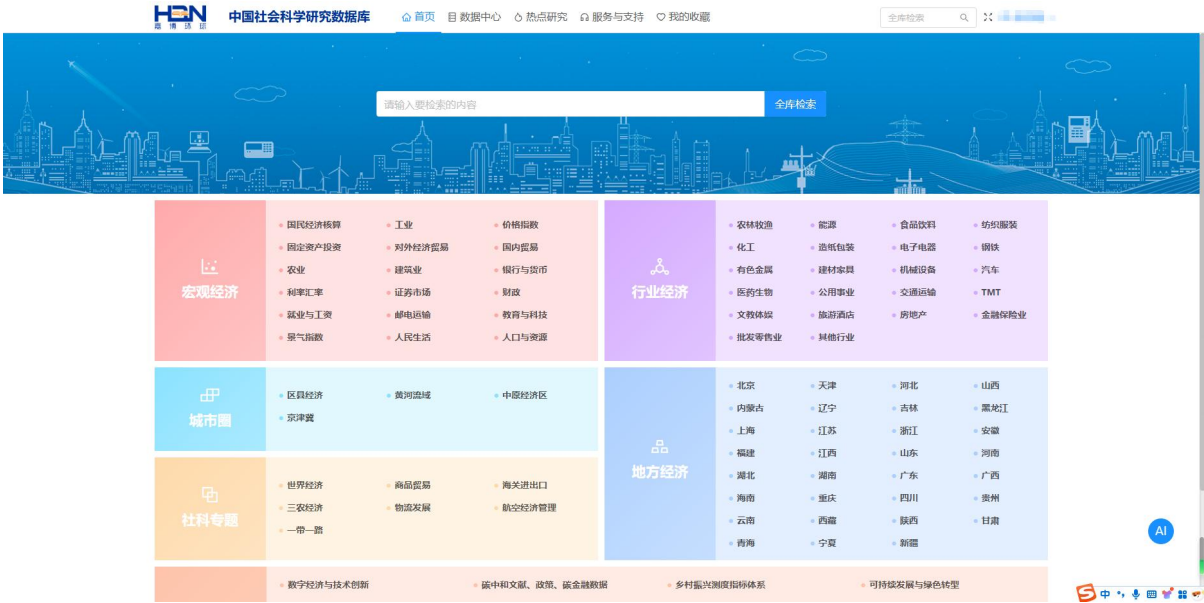 HBN
嘉博环球
中国社会科学研究数据库
首页 数据中心 热点研究 服务与支持 我的收藏
全库检索
请输入要检索的内容
全库检索
宏观经济
国民经济核算 工业 价格指数
固定资产投资 对外经济贸易 国内贸易
农业 建筑业 银行与货币
利率汇率 证券市场 财政
就业与工资 邮电运输 教育与科技
景气指数 人民生活 人口与资源
行业经济
农林牧渔 能源 食品饮料 纺织服装
化工 造纸包装 电子电器 钢铁
有色金属 建材家具 机械设备 汽车
医药生物 公用事业 交通运输 TMT
文教体娱 旅游酒店 房地产 金融保险业
批发零售业 其他行业
城市圈
区县经济 黄河流域 中原经济区
京津冀
社科专题
世界经济 商品贸易 海关进出口
三农经济 物流发展 航空经济管理
一带一路
地方经济
北京 天津 河北 山西
内蒙古 辽宁 吉林 黑龙江
上海 江苏 浙江 安徽
福建 江西 山东 河南
湖北 湖南 广东 广西
海南 重庆 四川 贵州
云南 西藏 陕西 甘肃
青海 宁夏 新疆
数字经济与技术创新 碳中和文献、政策、碳金融数据 乡村振兴测度指标体系 可持续发展与绿色转型
AI
中